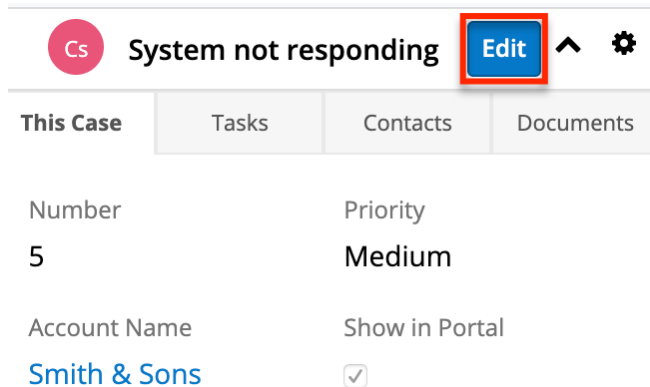 Cs System not responding Edit
This Case Tasks Contacts Documents
Number Priority
5 Medium
Account Name Show in Portal
Smith & Sons